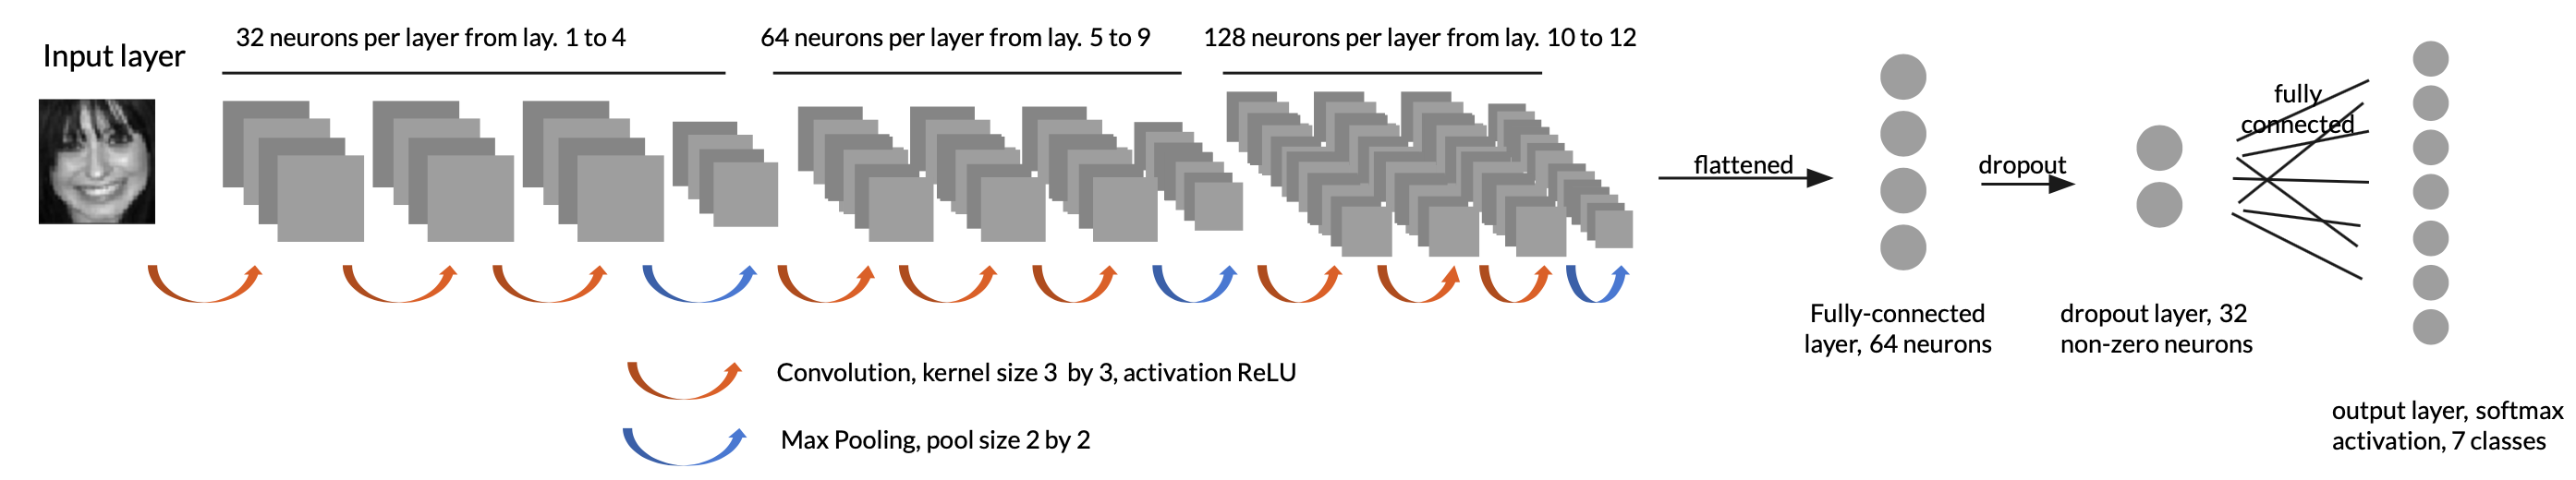 Input layer
32 neurons per layer from lay. 1 to 4
64 neurons per layer from lay. 5 to 9
128 neurons per layer from lay. 10 to 12
flattened
dropout
fully
connected
Fully-connected
layer, 64 neurons
dropout layer, 32
non-zero neurons
output layer, softmax
activation, 7 classes
Convolution, kernel size 3 by 3, activation ReLU
Max Pooling, pool size 2 by 2